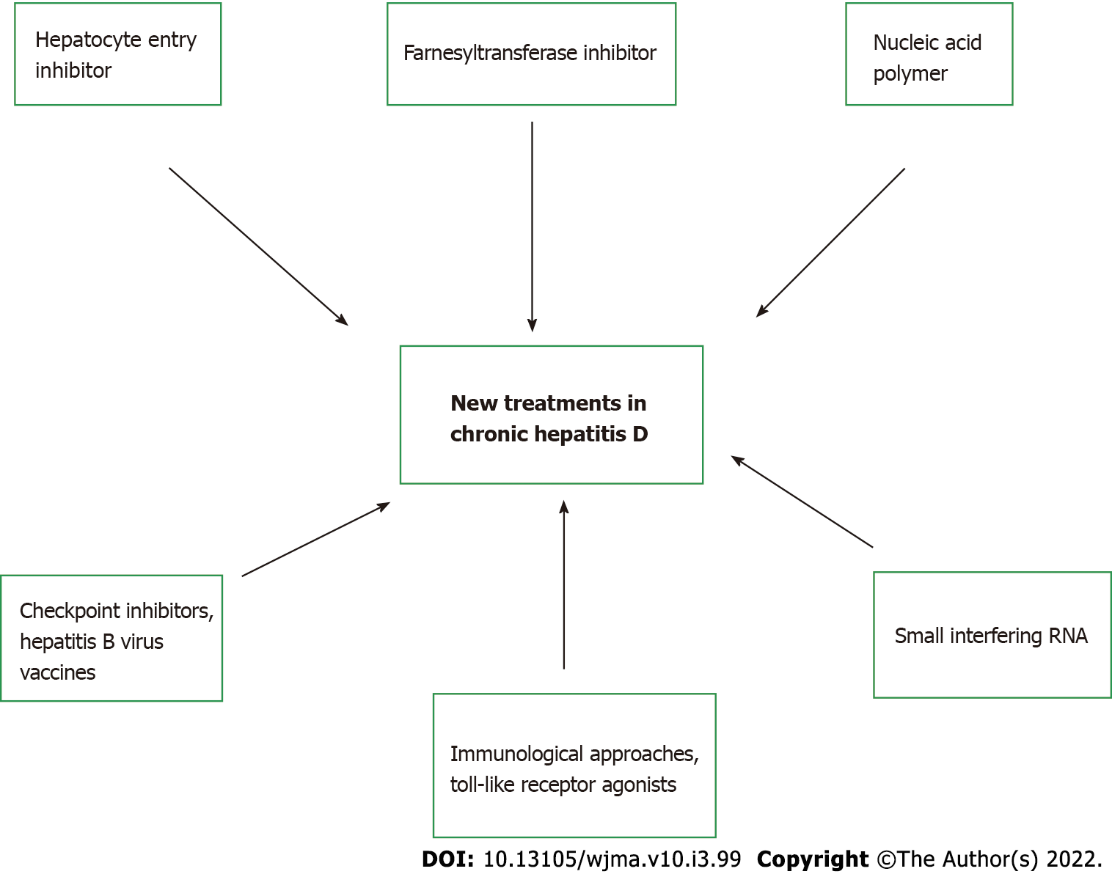 Hepatocyte entry
inhibitor
Farnesyltransferase inhibitor
Nucleic acid
polymer
New treatments in
chronic hepatitis D
Checkpoint inhibitors,
hepatitis B virus
vaccines
Immunological approaches,
toll-like receptor agonists
Small interfering RNA
DOI: 10.13105/wjma.v10.i3.99 Copyright ©The Author(s) 2022.